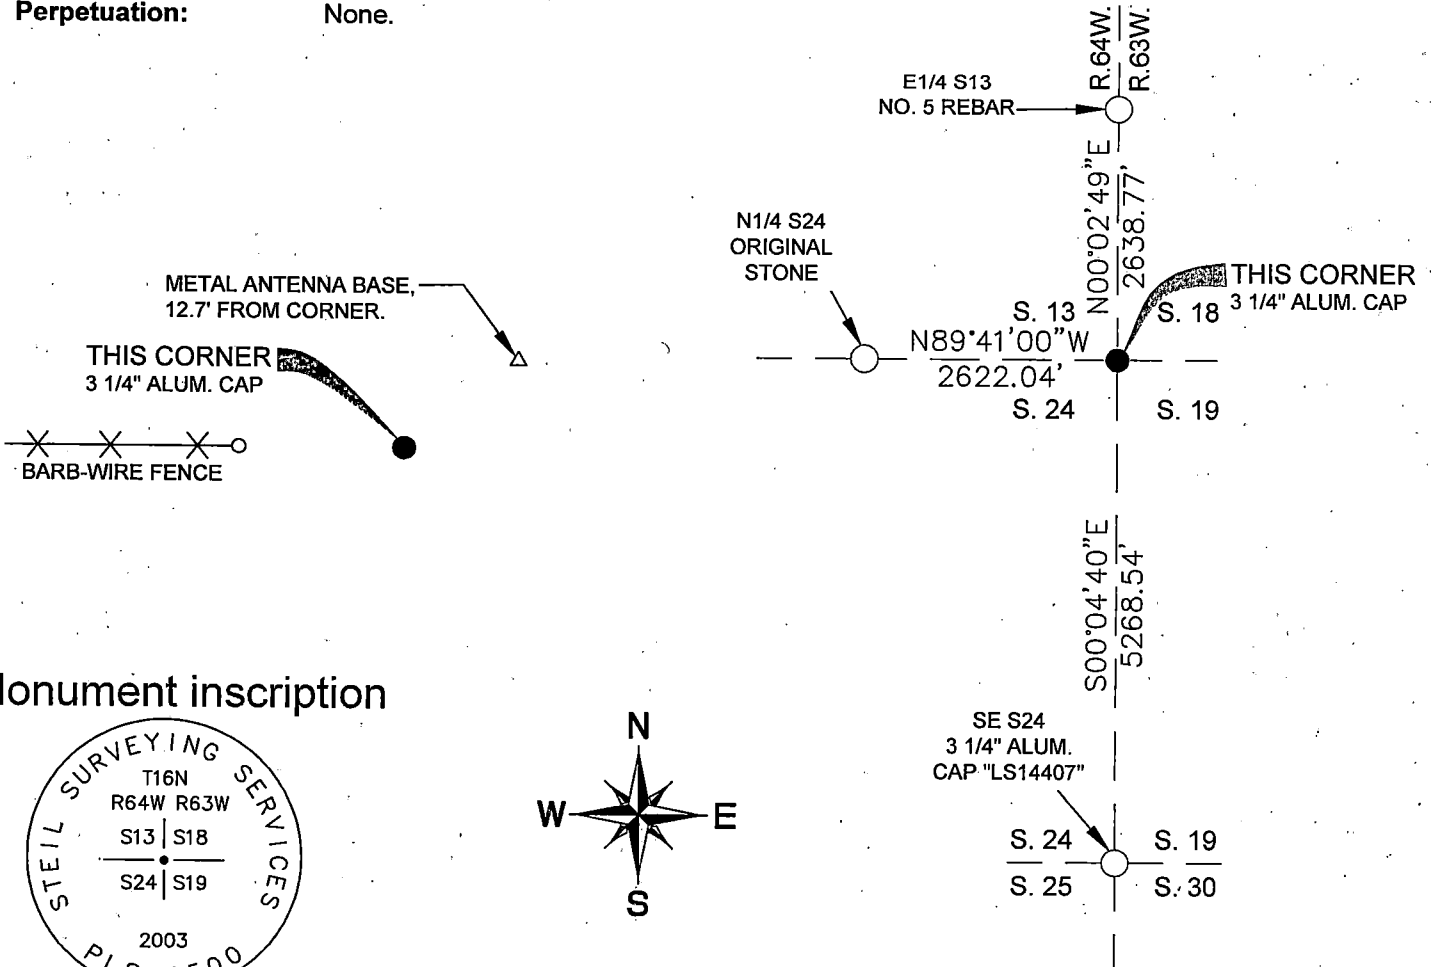 Perpetuation: None.
R.64W.
R.63W.
E1/4 S13
NO. 5 REBAR
N00°02'49"E
2638.77'
N1/4 S24
ORIGINAL
STONE
THIS CORNER
3 1/4" ALUM. CAP
S. 13 S. 18
N89°41'00"W
2622.04'
S. 24 S. 19
METAL ANTENNA BASE,
12.7' FROM CORNER.
THIS CORNER
3 1/4" ALUM. CAP
BARB-WIRE FENCE
S00°04'40"E
5268.54'
SE S24
3 1/4" ALUM.
CAP "LS14407"
S. 24 S. 19
S. 25 S. 30
N
W E
S
onument inscription
STEIL SURVEYING SERVICES
T16N
R64W R63W
S13 S18
S24 S19
2003